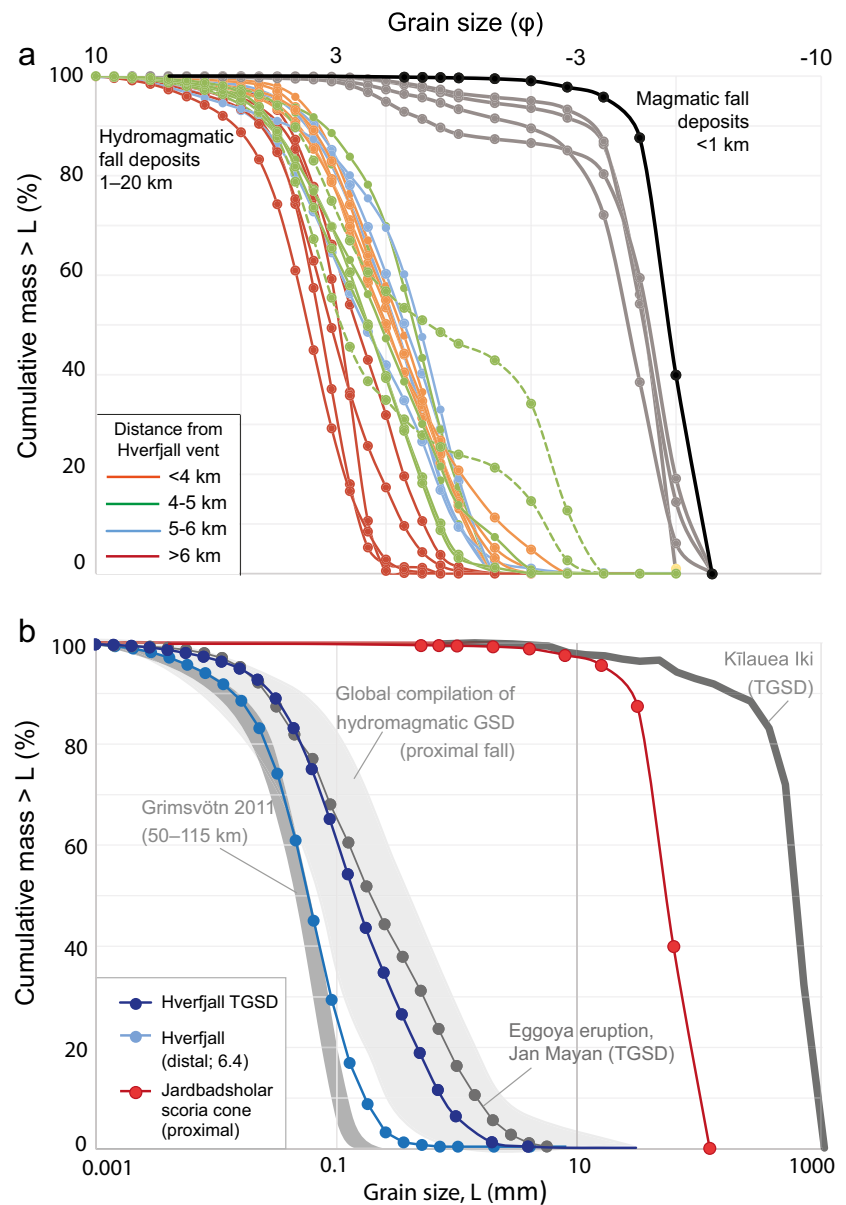 Grain size (φ)
a
10
3
-3
-10
100
80
60
40
20
0
Cumulative mass > L (%)
Hydromagmatic
fall deposits
1–20 km
Magmatic fall
deposits
<1 km
Distance from
Hverfjall vent
<4 km
4-5 km
5-6 km
>6 km
b
100
80
60
40
20
0
Cumulative mass > L (%)
Kīlauea Iki
(TGSD)
Global compilation of
hydromagmatic GSD
(proximal fall)
Grimsvötn 2011
(50–115 km)
Eggoya eruption,
Jan Mayan (TGSD)
Hverfjall TGSD
Hverfjall
(distal; 6.4)
Jardbadsholar
scoria cone
(proximal)
0.001
0.1
10
1000
Grain size, L (mm)